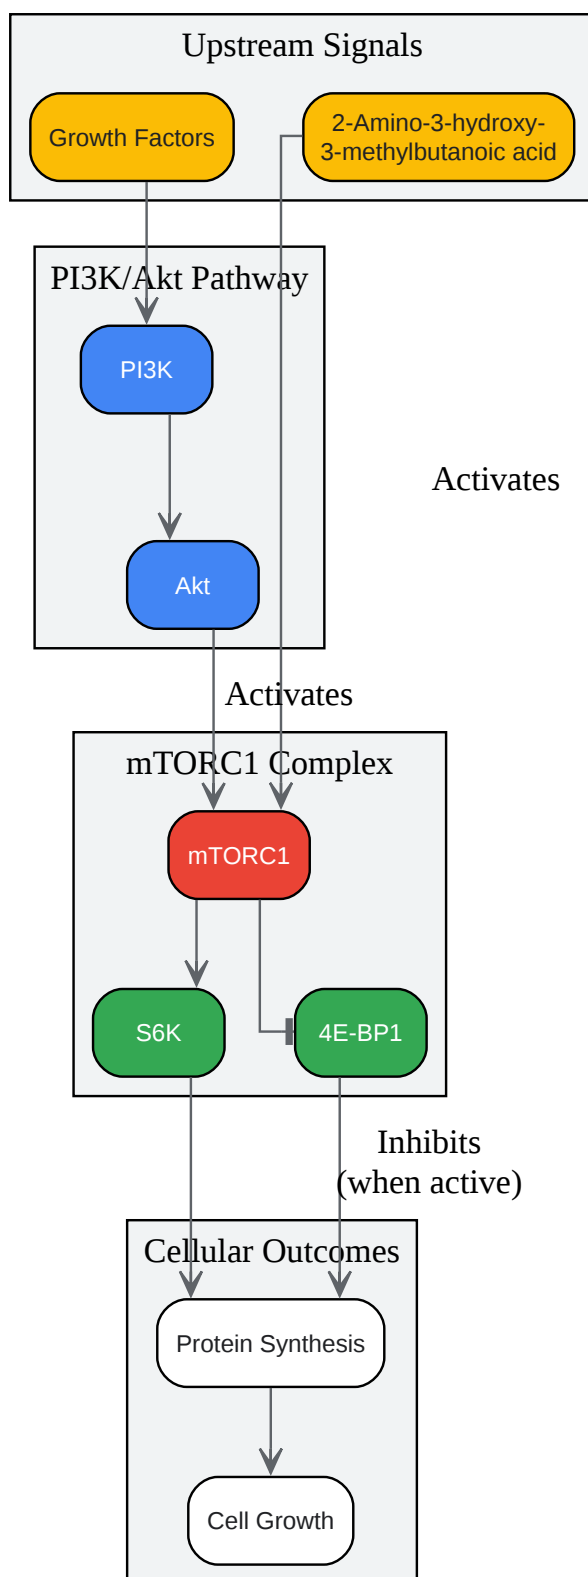 Upstream Signals
Growth Factors
2-Amino-3-hydroxy-
3-methylbutanoic acid
PI3K/Akt Pathway
PI3K
Activates
Akt
Activates
mTORC1 Complex
mTORC1
S6K
4E-BP1
Inhibits
(when active)
Cellular Outcomes
Protein Synthesis
Cell Growth